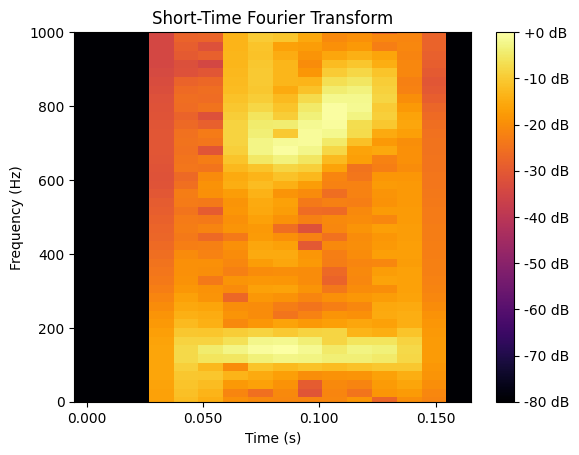 Short-Time Fourier Transform
1000
800
600
400
200
0
Frequency (Hz)
0.000
0.050
0.100
0.150
Time (s)
+0 dB
-10 dB
-20 dB
-30 dB
-40 dB
-50 dB
-60 dB
-70 dB
-80 dB